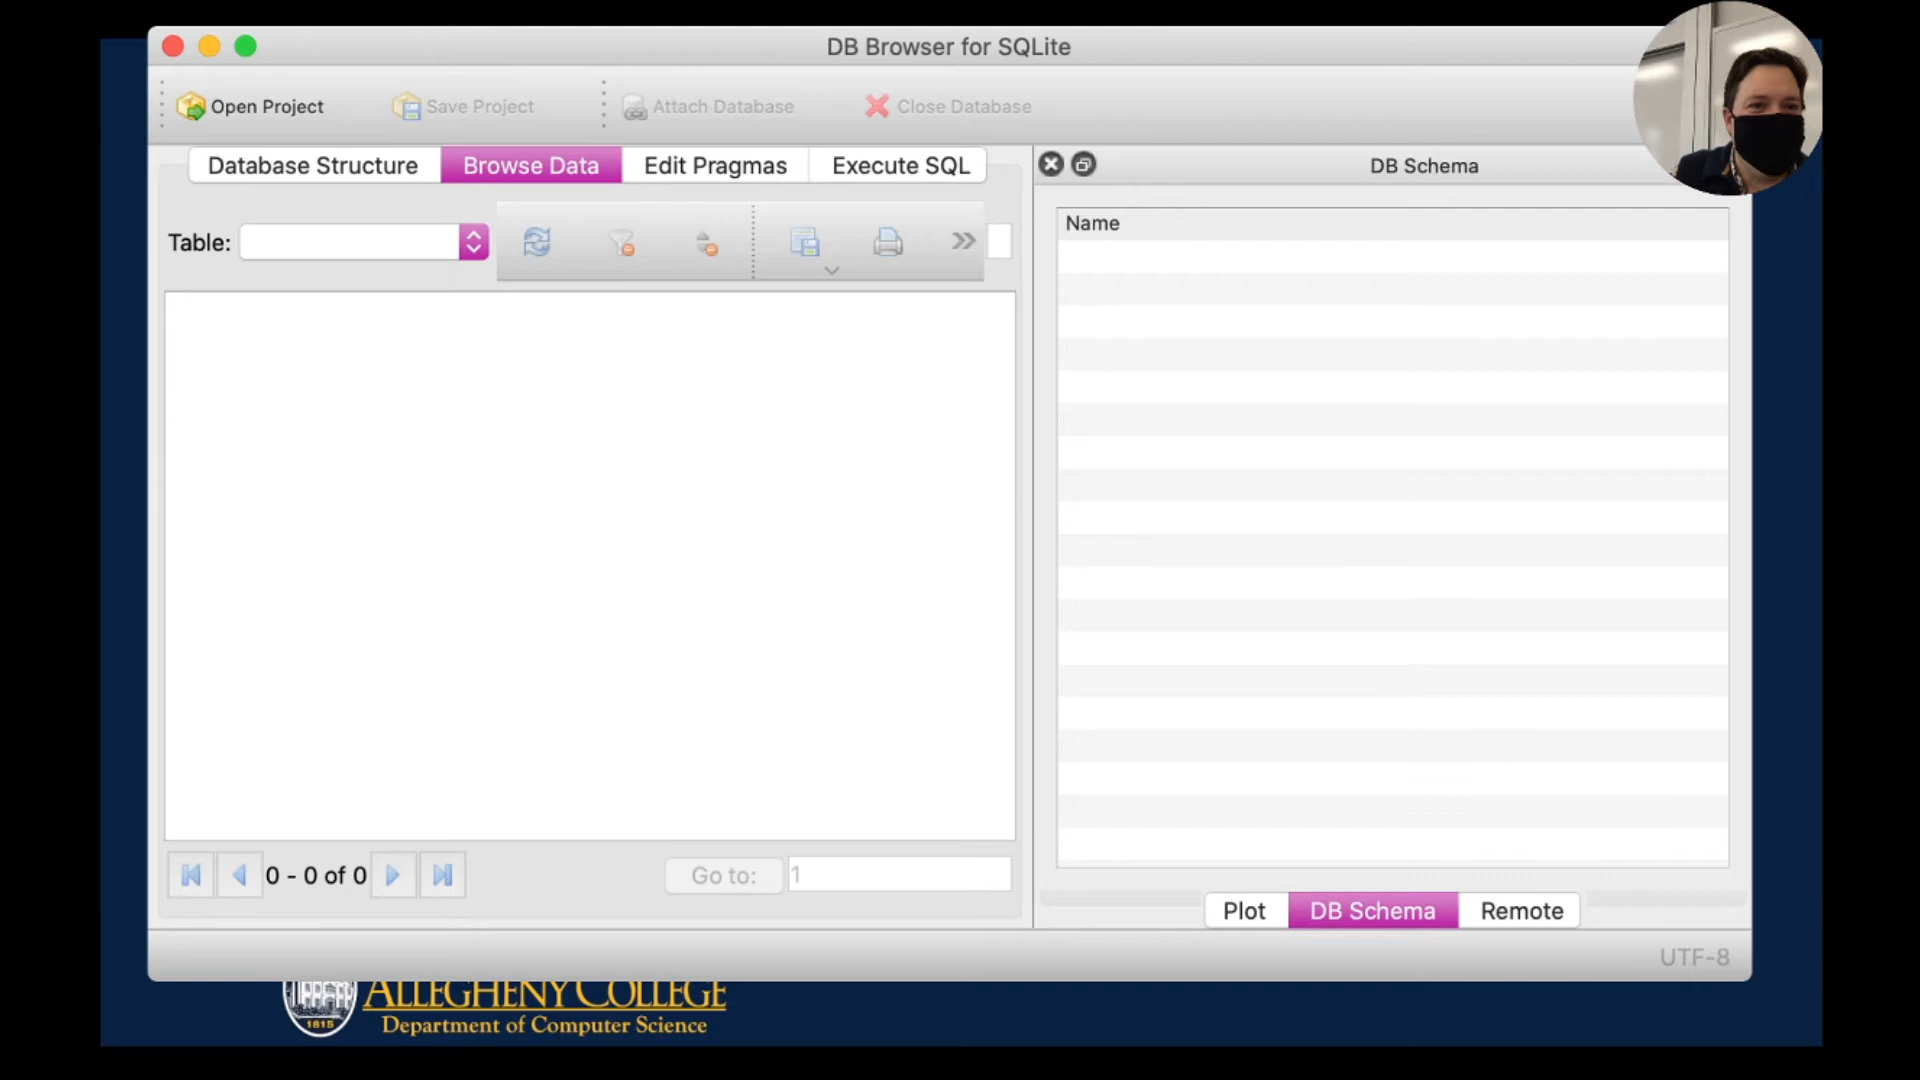 DB Browser for SQLite
Open Project Save Project Attach Database Close Database
Database Structure Browse Data Edit Pragmas Execute SQL
DB Schema
Table:
Name
0 - 0 of 0
Go to: 1
Plot DB Schema Remote
UTF-8
1815
ALLEGHENY COLLEGE
Department of Computer Science